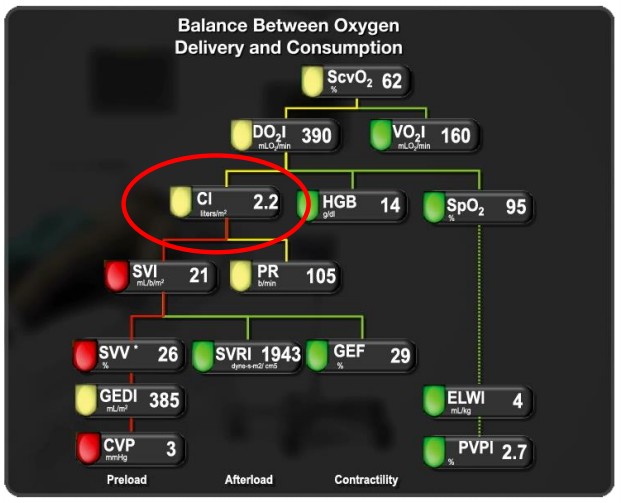 Balance Between Oxygen
Delivery and Consumption
ScvO₂ 62
%
DO₂I 390
mLO₂/min
VO₂I 160
mLO₂/min
CI 2.2
liters/m²
HGB 14
g/dl
SpO₂ 95
%
SVI 21
mL/b/m²
PR 105
b/min
SVV * 26
%
SVRI 1943
dyne-s-m2/ cm5
GEF 29
%
GEDI 385
mL/m²
ELWI 4
mL/kg
CVP 3
mmHg
PVPI 2.7
%
Preload Afterload Contractility